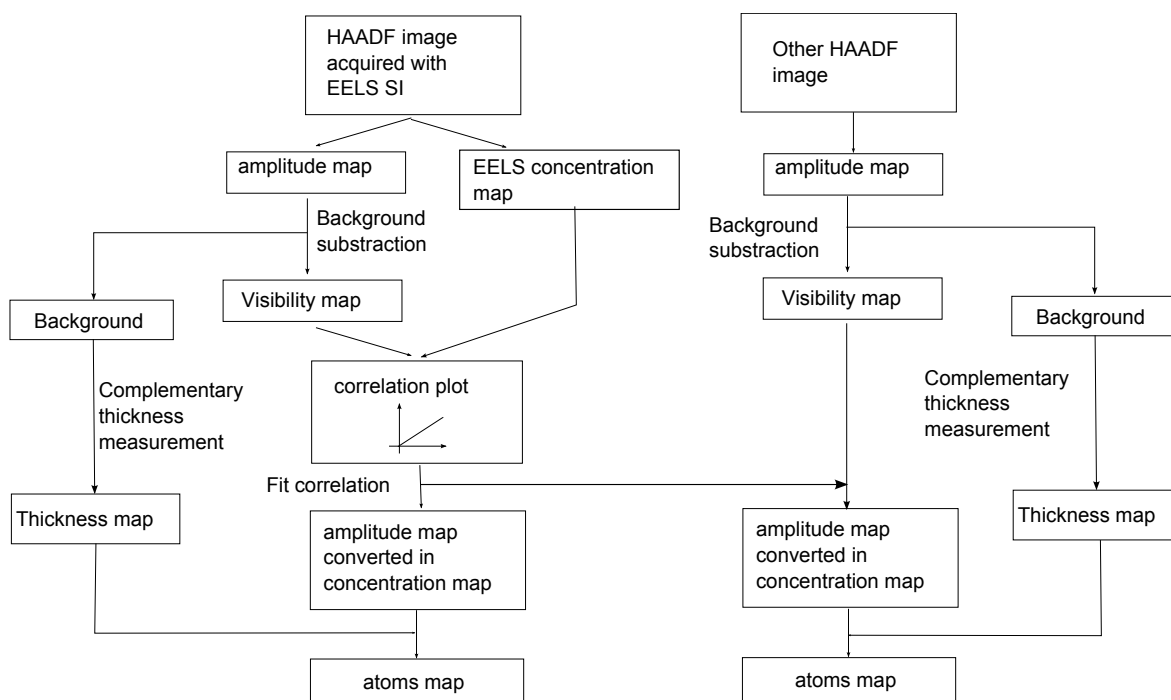 HAADF image
acquired with
EELS SI
Other HAADF
image
amplitude map
EELS concentration
map
amplitude map
Background
substraction
Background
substraction
Visibility map
Visibility map
Background
Background
correlation plot
Complementary
thickness
measurement
Complementary
thickness
measurement
Fit correlation
Thickness map
Thickness map
amplitude map
converted in
concentration map
amplitude map
converted in
concentration map
atoms map
atoms map